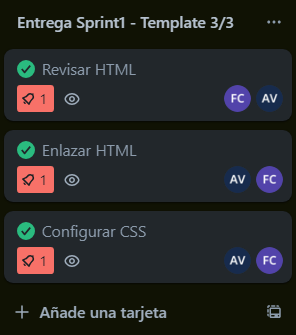 Entrega Sprint1 - Template 3/3
Revisar HTML
1
FC AV
Enlazar HTML
1
AV FC
Configurar CSS
1
AV FC
Añade una tarjeta